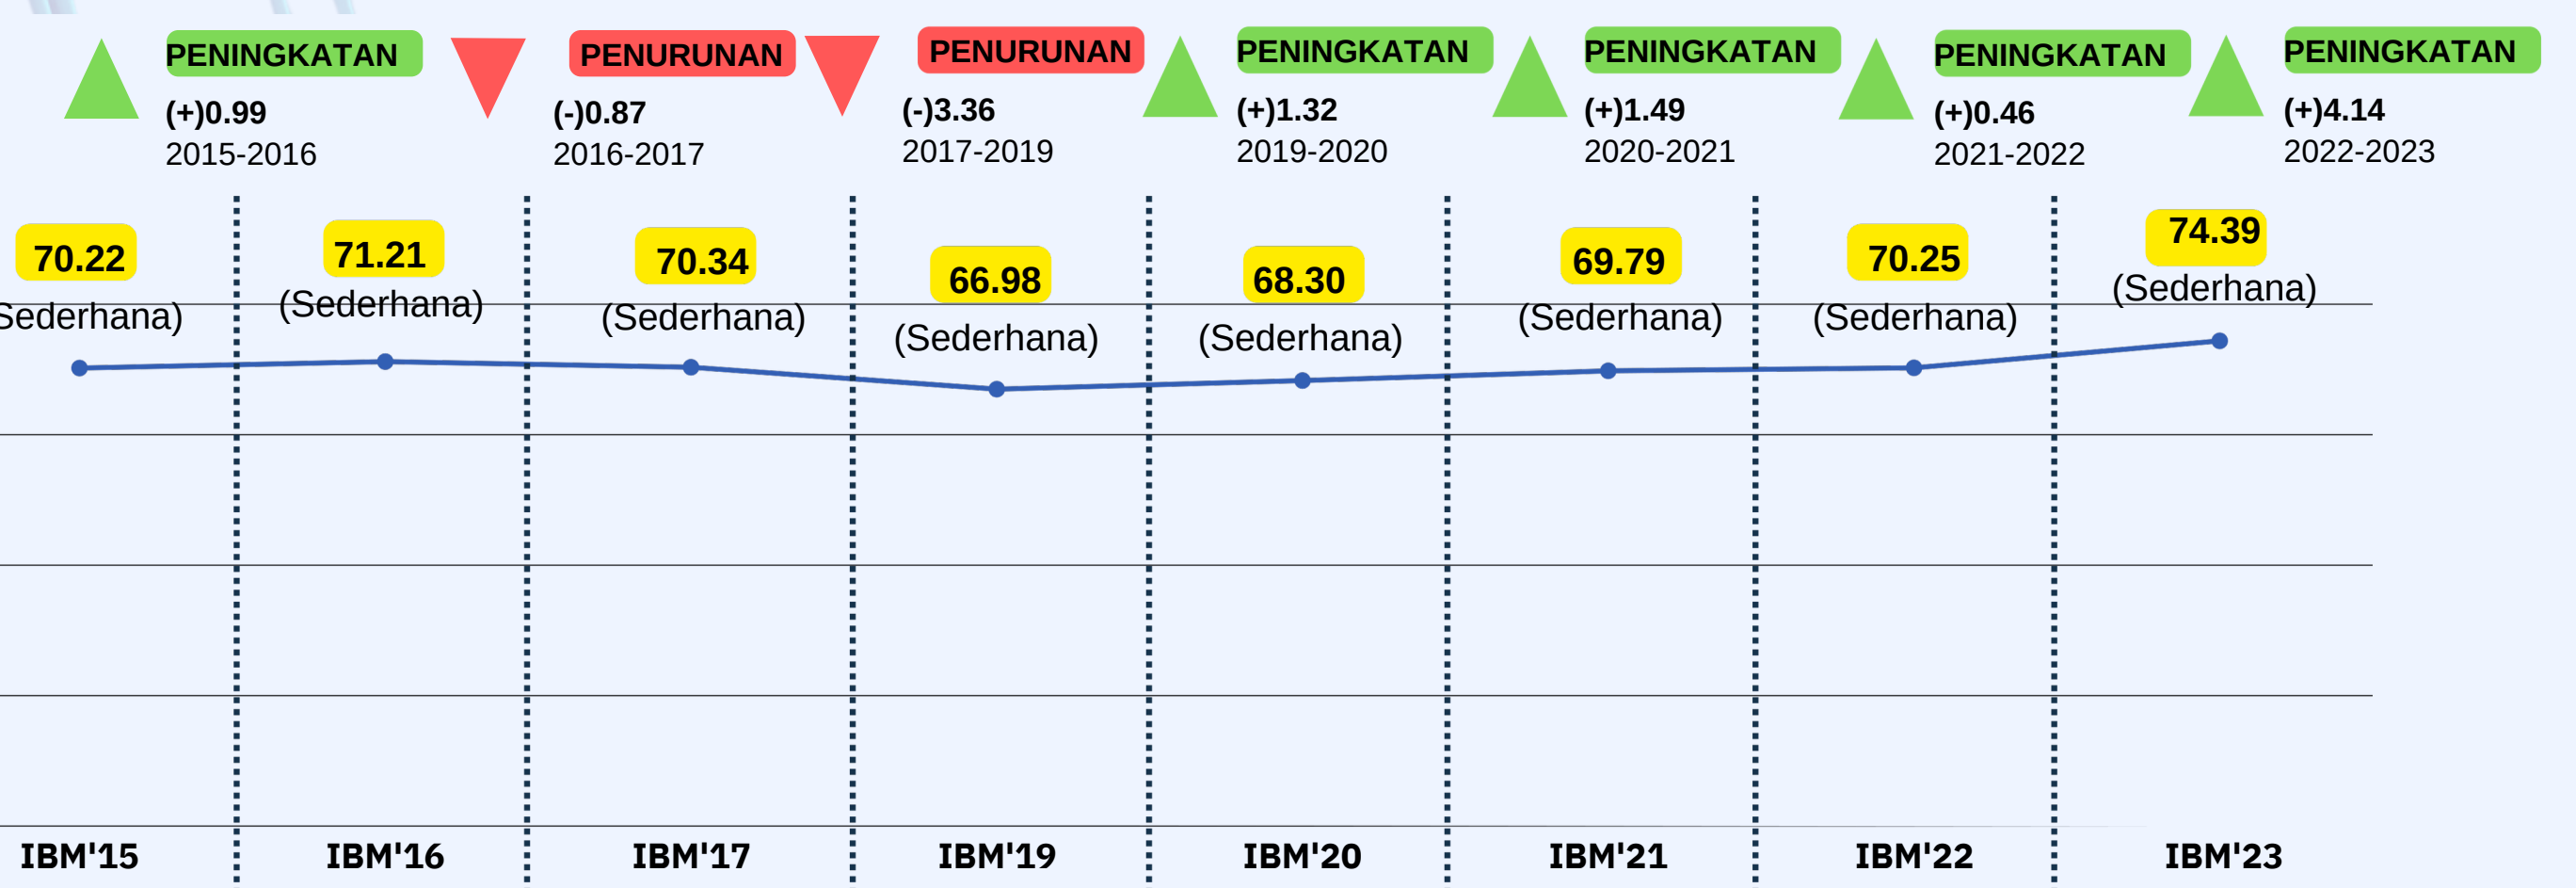 PENINGKATAN
(+)0.99
2015-2016
PENURUNAN
(-)0.87
2016-2017
PENURUNAN
(-)3.36
2017-2019
PENINGKATAN
(+)1.32
2019-2020
PENINGKATAN
(+)1.49
2020-2021
PENINGKATAN
(+)0.46
2021-2022
PENINGKATAN
(+)4.14
2022-2023
70.22
Sederhana)
71.21
(Sederhana)
70.34
(Sederhana)
66.98
(Sederhana)
68.30
(Sederhana)
69.79
(Sederhana)
70.25
(Sederhana)
74.39
(Sederhana)
IBM'15
IBM'16
IBM'17
IBM'19
IBM'20
IBM'21
IBM'22
IBM'23